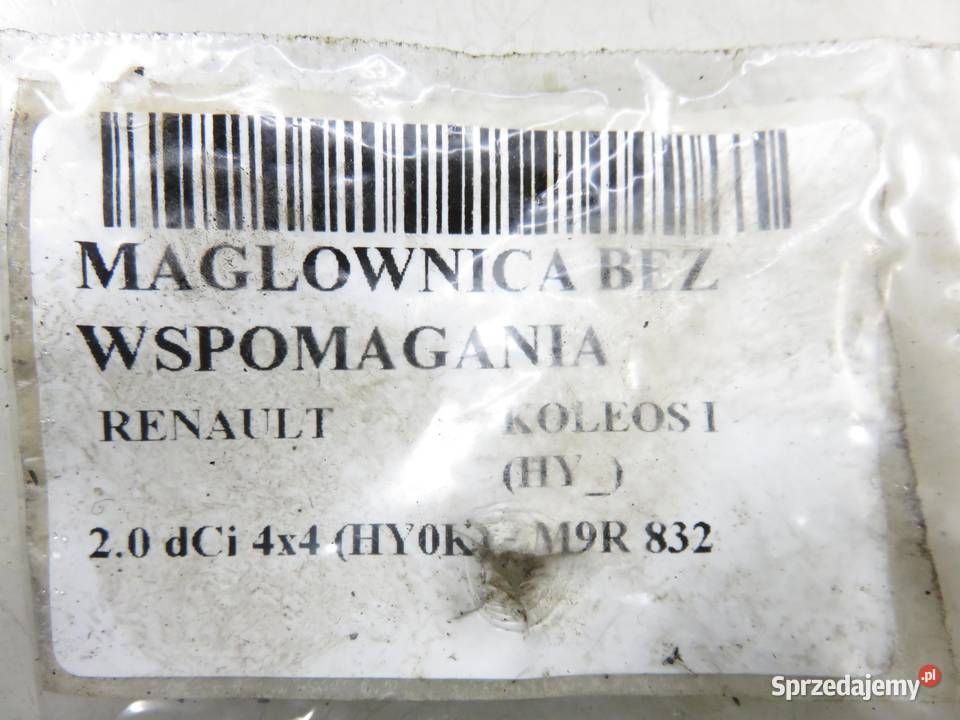 MAGLOWNICA BEZ
WSPOMAGANIA
RENAULT KOLEOS I
(HY_)
2.0 dCi 4x4 (HY0K) - M9R 832
Sprzedajemy.pl